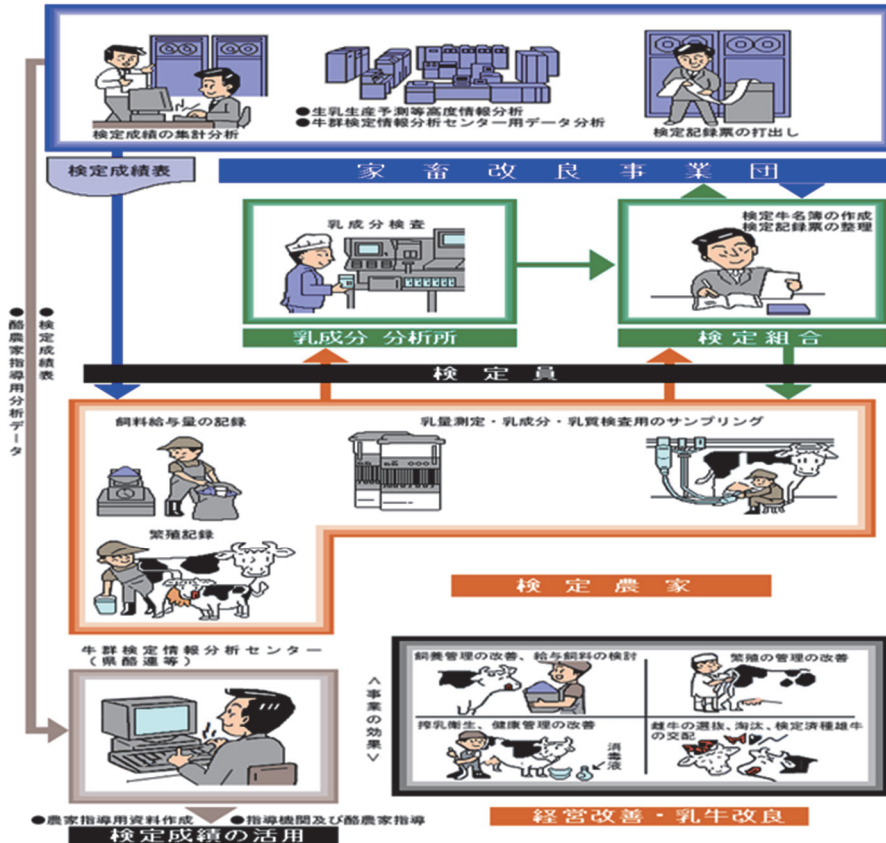 検定成績の集計分析
●生乳生産予測等高度情報分析
●牛群検定情報分析センター用データ分析
検定記録票の打出し
検定成績表
家畜改良事業団
乳成分検査
検定牛名簿の作成
検定記録票の整理
乳成分 分析所
検定組合
検定員
●検定成績表
●酪農家指導用分析データ
飼料給与量の記録
乳量測定・乳成分・乳質検査用のサンプリング
繁殖記録
検定農家
牛群検定情報分析センター
（県酪連等）
＜事業の効果＞
飼養管理の改善、給与飼料の検討
繁殖の管理の改善
搾乳衛生、健康管理の改善
消毒液
雌牛の選抜、淘汰、検定済種雄牛
の交配
●農家指導用資料作成
●指導機関及び酪農家指導
検定成績の活用
経営改善・乳牛改良